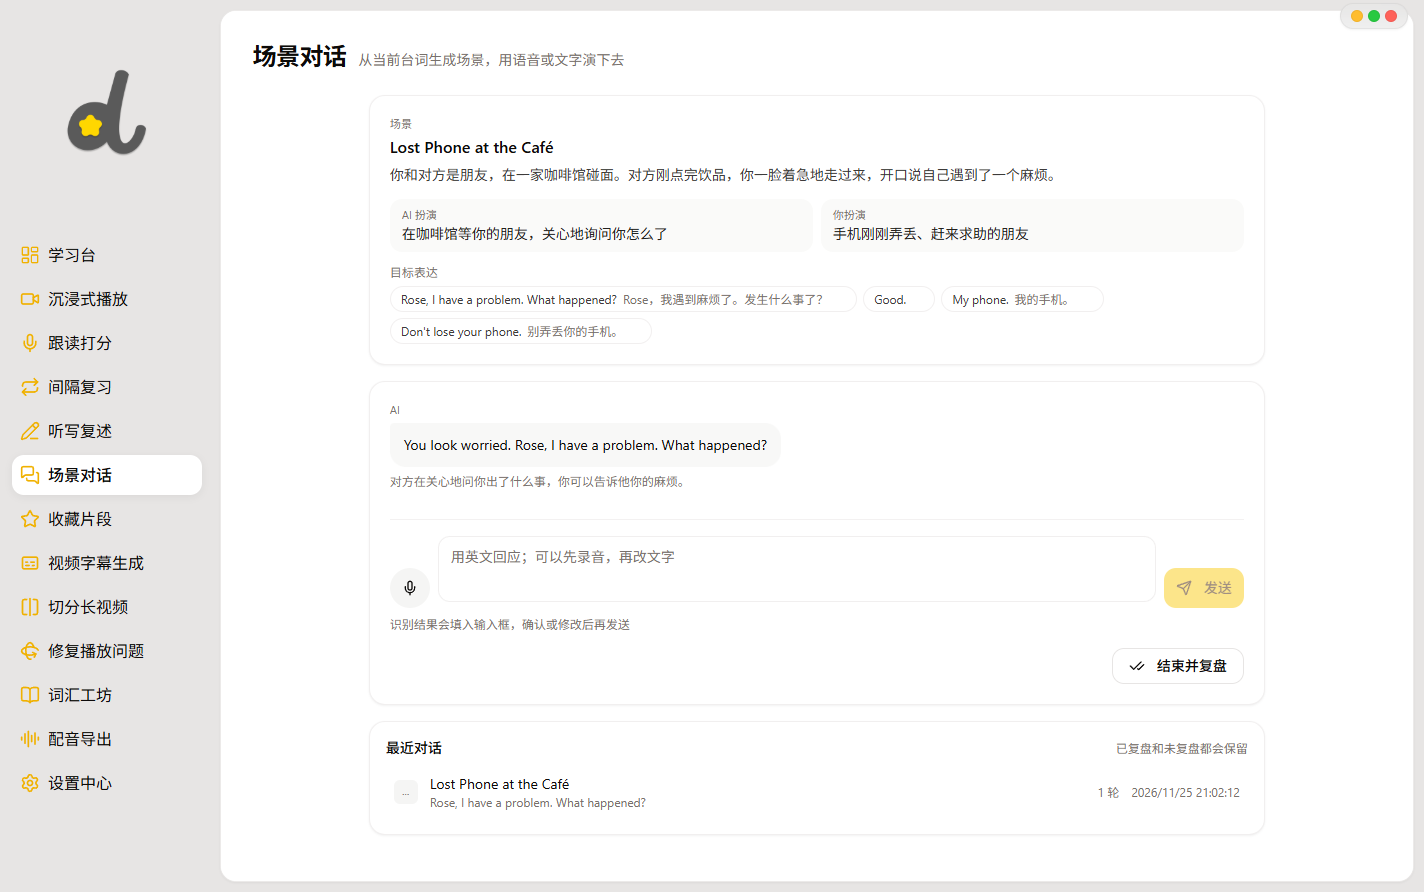 场景对话 从当前台词生成场景，用语音或文字演下去
学习台
沉浸式播放
跟读打分
间隔复习
听写复述
场景对话
收藏片段
视频字幕生成
切分长视频
修复播放问题
词汇工坊
配音导出
设置中心
场景
Lost Phone at the Café
你和对方是朋友，在一家咖啡馆碰面。对方刚点完饮品，你一脸着急地走过来，开口说自己遇到了一个麻烦。
AI 扮演
在咖啡馆等你的朋友，关心地询问你怎么了
你扮演
手机刚刚弄丢、赶来求助的朋友
目标表达
Rose, I have a problem. What happened? Rose，我遇到麻烦了。发生什么事了？
Good.
My phone. 我的手机。
Don't lose your phone. 别弄丢你的手机。
AI
You look worried. Rose, I have a problem. What happened?
对方在关心地问你出了什么事，你可以告诉他你的麻烦。
用英文回应；可以先录音，再改文字
发送
识别结果会填入输入框，确认或修改后再发送
结束并复盘
最近对话 已复盘和未复盘都会保留
...
Lost Phone at the Café
Rose, I have a problem. What happened?
1 轮 2026/11/25 21:02:12